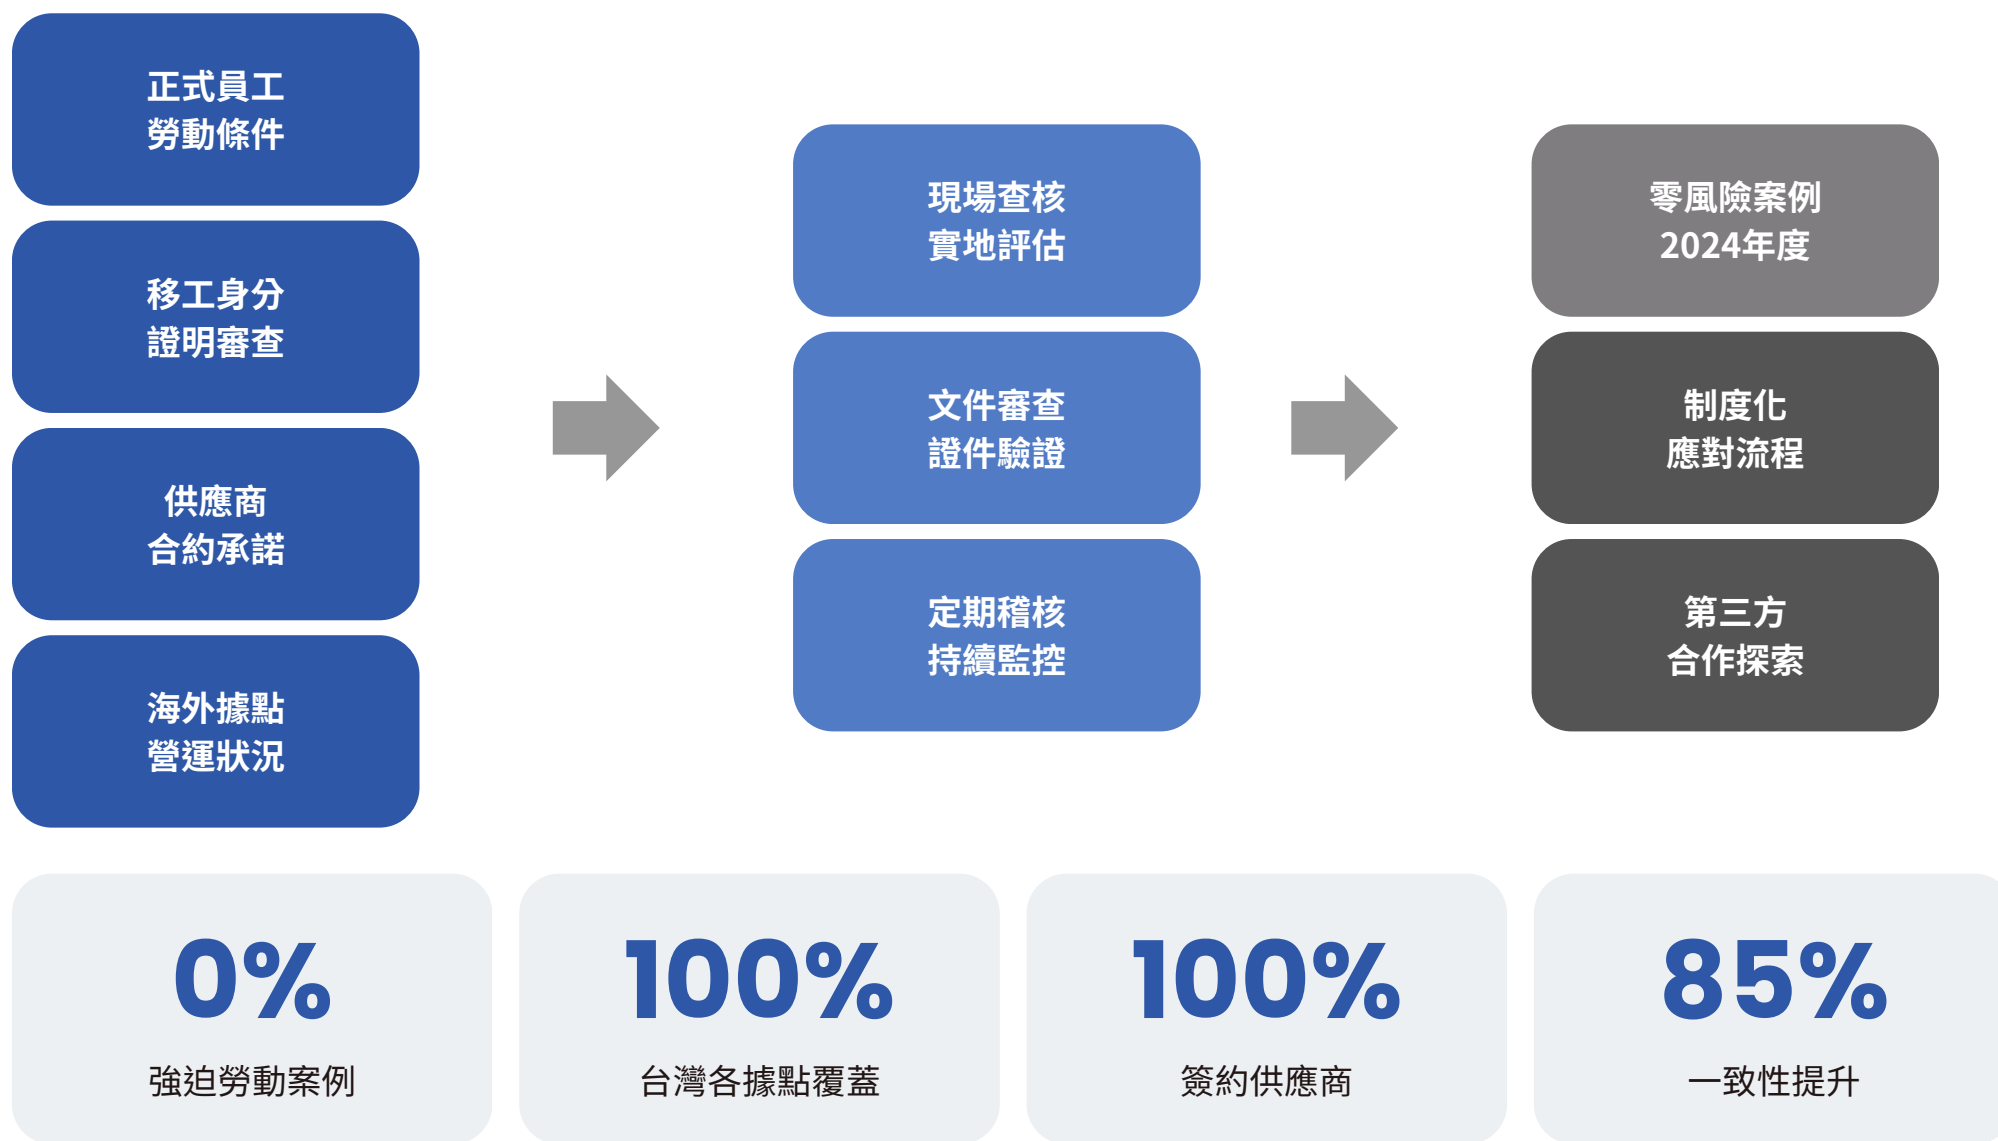 正式員工
勞動條件
移工身分
證明審查
供應商
合約承諾
海外據點
營運狀況
現場查核
實地評估
文件審查
證件驗證
定期稽核
持續監控
零風險案例
2024年度
制度化
應對流程
第三方
合作探索
0%
強迫勞動案例
100%
台灣各據點覆蓋
100%
簽約供應商
85%
一致性提升